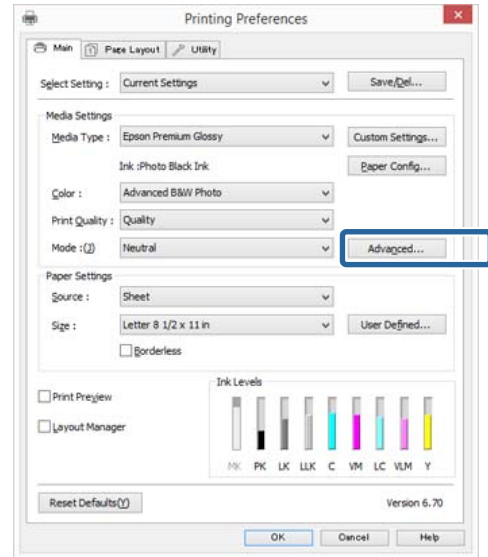 Printing Preferences
Main Page Layout Utility
Select Setting : Current Settings Save/Del...
Media Settings
Media Type : Epson Premium Glossy Custom Settings...
Ink :Photo Black Ink Paper Config...
Color : Advanced B&W Photo
Print Quality : Quality
Mode :(J) Neutral Advanced...
Paper Settings
Source : Sheet
Size : Letter 8 1/2 x 11 in User Defined...
Borderless
Ink Levels
Print Preview
Layout Manager
MK PK LK LLK C VM LC VLM Y
Reset Defaults(Y) Version 6.70
OK Cancel Help